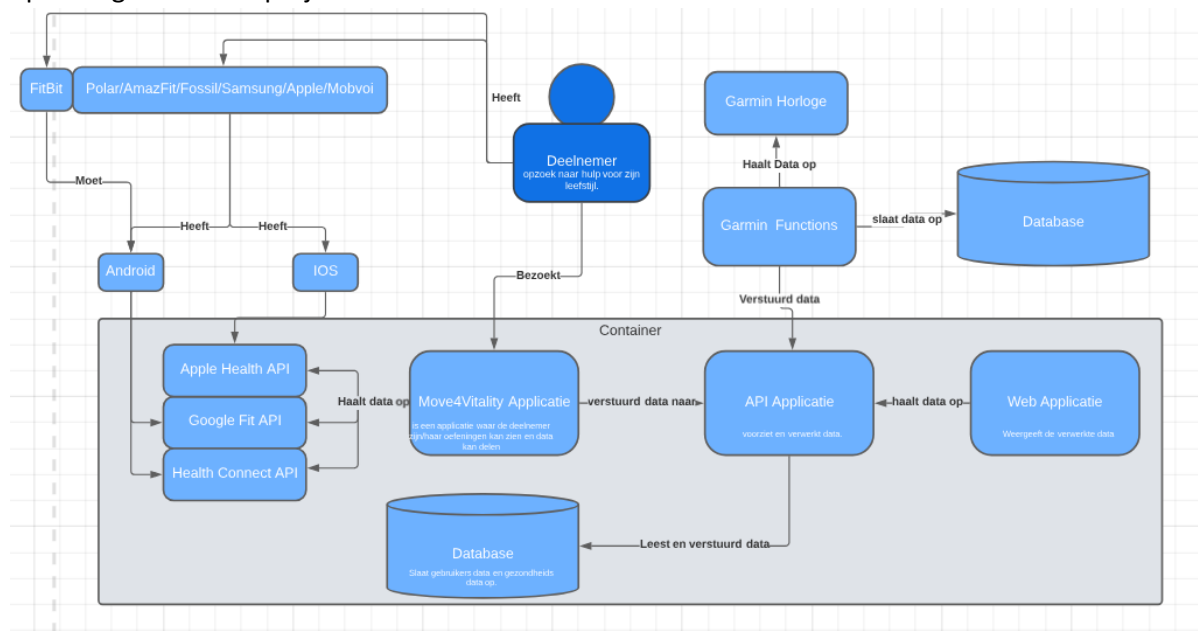 FitBit
Polar/AmazFit/Fossil/Samsung/Apple/Mobvoi
Heeft
Deelnemer
opzoek naar hulp voor zijn
leefstijl.
Garmin Horloge
Haalt Data op
Garmin Functions
slaat data op
Database
Moet
Heeft
Heeft
Android
IOS
Bezoekt
Verstuurd data
Container
Apple Health API
Google Fit API
Health Connect API
Haalt data op
Move4Vitality Applicatie
is een applicatie waar de deelnemer
zijn/haar oefeningen kan zien en data
kan delen
verstuurd data naar
API Applicatie
voorziet en verwerkt data.
haalt data op
Web Applicatie
Weergeeft de verwerkte data
Database
Slaat gebruikers data en gezondheids
data op.
Leest en verstuurd data